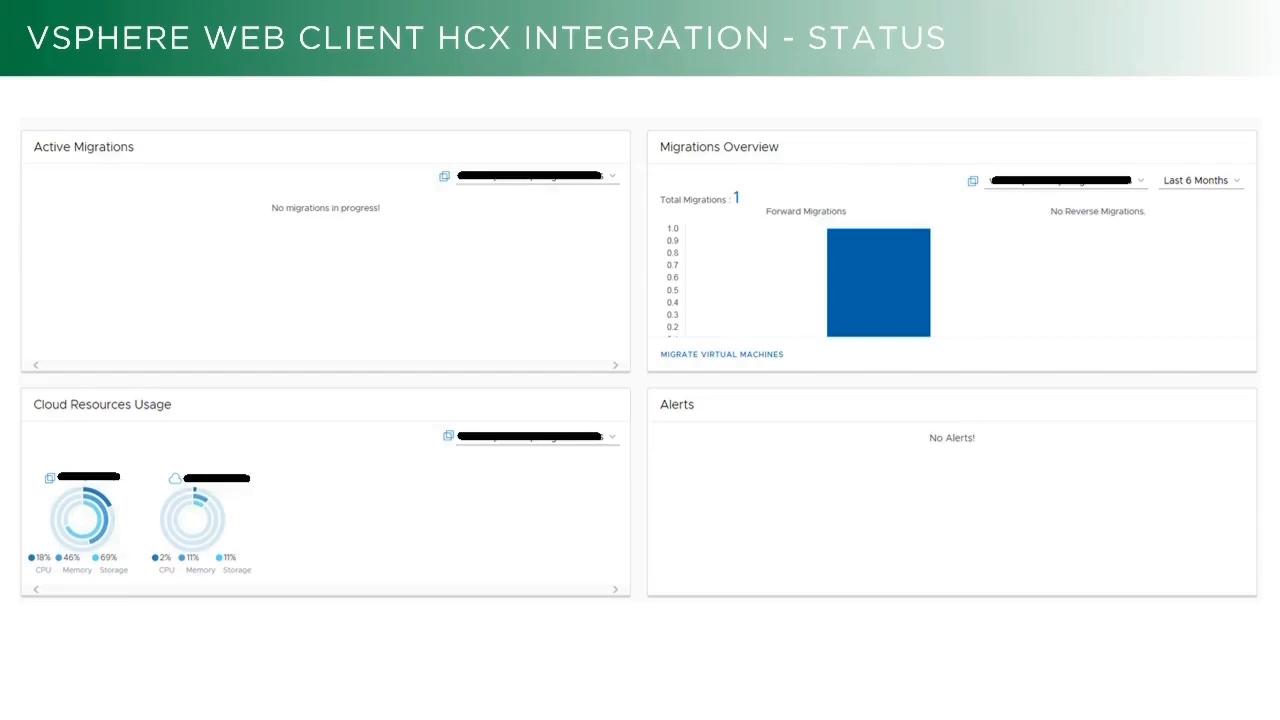 VSPHERE WEB CLIENT HCX INTEGRATION - STATUS
Active Migrations
No migrations in progress!
Migrations Overview
Last 6 Months
Total Migrations : 1
Forward Migrations
No Reverse Migrations.
1.0
0.9
0.8
0.7
0.6
0.5
0.4
0.3
0.2
MIGRATE VIRTUAL MACHINES
Cloud Resources Usage
18% 46% 69%
CPU Memory Storage
2% 11% 11%
CPU Memory Storage
Alerts
No Alerts!